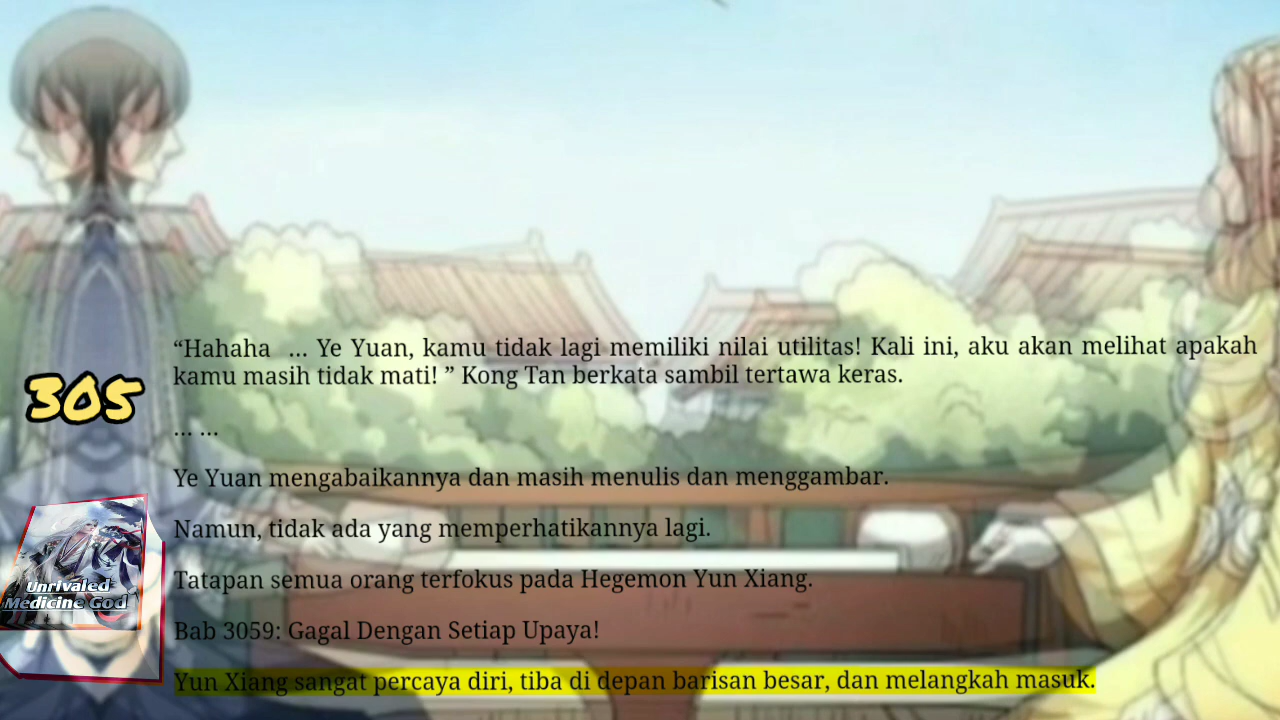 “Hahaha  … Ye Yuan, kamu tidak lagi memiliki nilai utilitas! Kali ini, aku akan melihat apakah
kamu masih tidak mati! ” Kong Tan berkata sambil tertawa keras.
… …
Ye Yuan mengabaikannya dan masih menulis dan menggambar.
Namun, tidak ada yang memperhatikannya lagi.
Tatapan semua orang terfokus pada Hegemon Yun Xiang.
Bab 3059: Gagal Dengan Setiap Upaya!
Yun Xiang sangat percaya diri, tiba di depan barisan besar, dan melangkah masuk.
305
Unrivaled
Medicine God